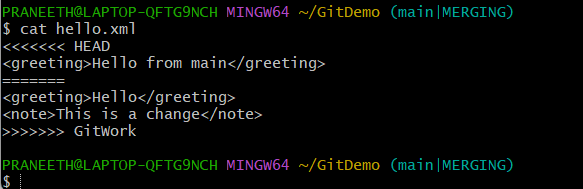 PRANEETH@LAPTOP-QFTG9NCH MINGW64 ~/GitDemo (main|MERGING)
$ cat hello.xml
<<<<<<< HEAD
<greeting>Hello from main</greeting>
=======
<greeting>Hello</greeting>
<note>This is a change</note>
>>>>>>> GitWork
PRANEETH@LAPTOP-QFTG9NCH MINGW64 ~/GitDemo (main|MERGING)
$